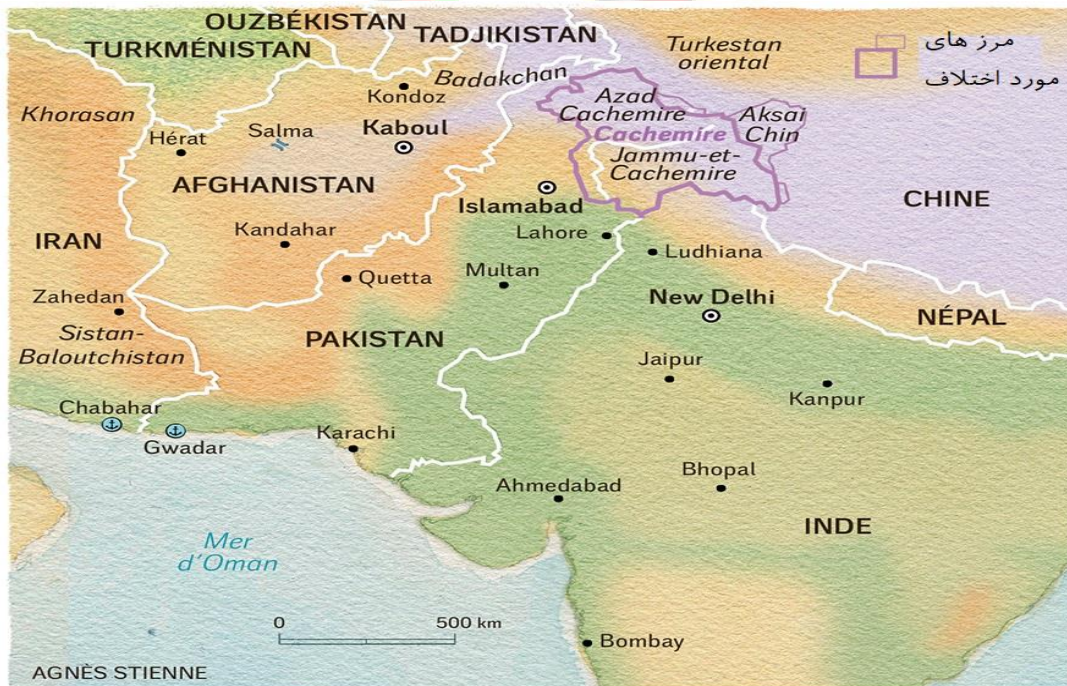 OUZBÉKISTAN
TADJIKISTAN
TURKMÉNISTAN
Turkestan
oriental
مرز های
مورد اختلاف
Badakchan
Kondoz
Khorasan
Azad
Cachemire
Aksai
Chin
Cachemire
Jammu-et-
Cachemire
Hérat
Salma
Kaboul
AFGHANISTAN
CHINE
Islamabad
Kandahar
Lahore
IRAN
Ludhiana
Quetta
Multan
Zahedan
New Delhi
NÉPAL
Sistan-
Baloutchistan
PAKISTAN
Jaipur
Kanpur
Chabahar
Gwadar
Karachi
Bhopal
Ahmedabad
INDE
Mer
d’Oman
0 500 km
Bombay
AGNÈS STIENNE